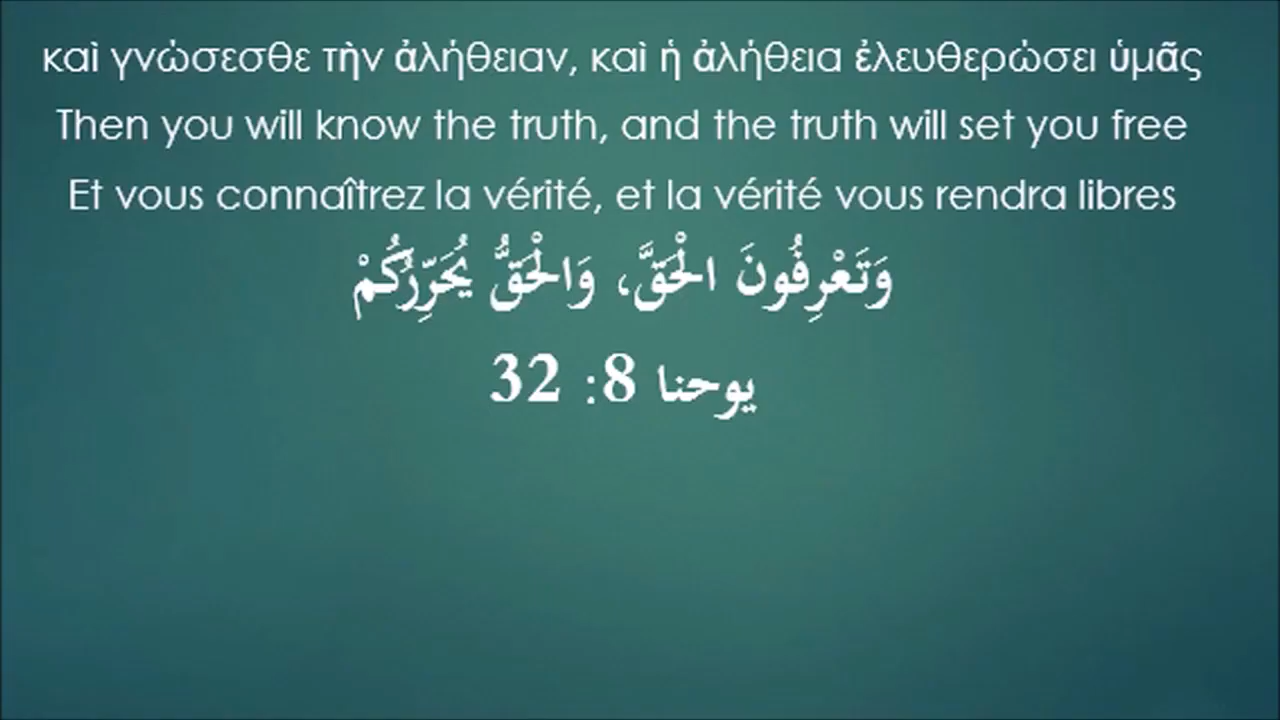 καὶ γνώσεσθε τὴν ἀλήθειαν, καὶ ἡ ἀλήθεια ἐλευθερώσει ὑμᾶς
Then you will know the truth, and the truth will set you free
Et vous connaîtrez la vérité, et la vérité vous rendra libres
وَتَعْرِفُونَ الْحَقَّ، وَالْحَقُّ يُحَرِّرُكُمْ
يوحنا 8: 32